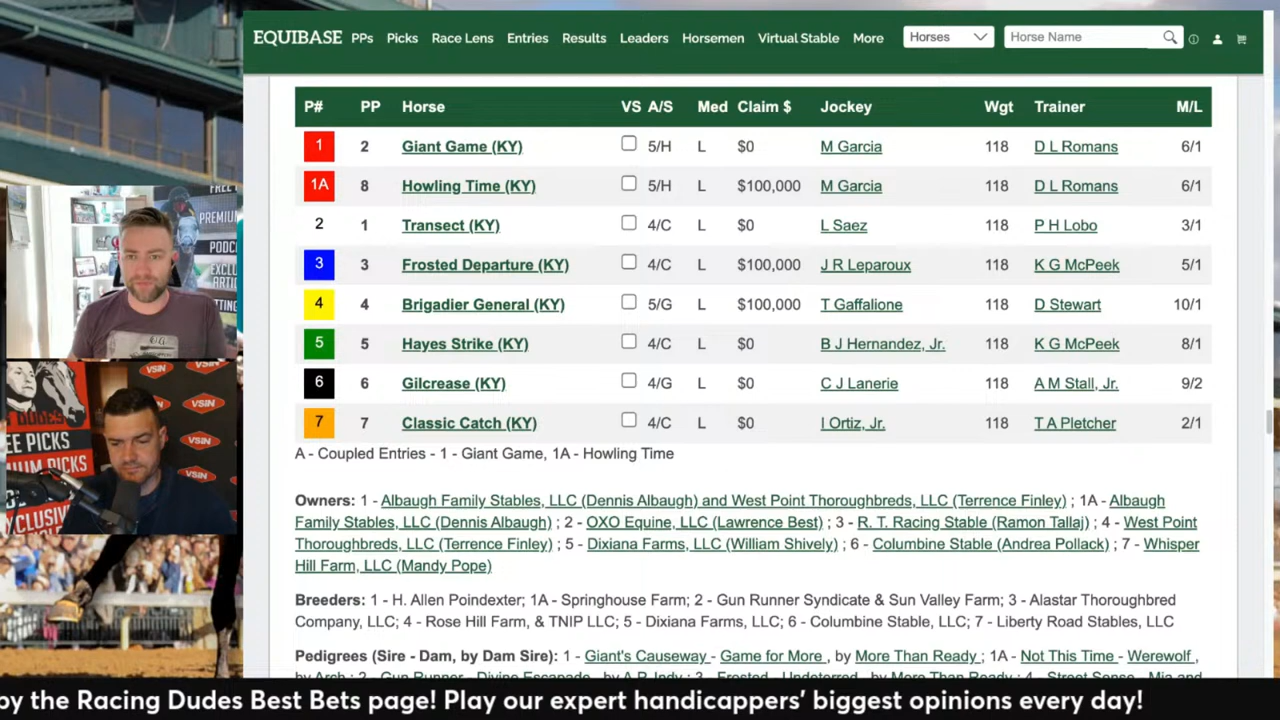 EQUIBASE PPs Picks Race Lens Entries Results Leaders Horsemen Virtual Stable More Horses Horse Name
P# PP Horse VS A/S Med Claim $ Jockey Wgt Trainer M/L
1 2 Giant Game (KY) 5/H L $0 M Garcia 118 D L Romans 6/1
1A 8 Howling Time (KY) 5/H L $100,000 M Garcia 118 D L Romans 6/1
2 1 Transect (KY) 4/C L $0 L Saez 118 P H Lobo 3/1
3 3 Frosted Departure (KY) 4/C L $100,000 J R Leparoux 118 K G McPeek 5/1
4 4 Brigadier General (KY) 5/G L $100,000 T Gaffalione 118 D Stewart 10/1
5 5 Hayes Strike (KY) 4/C L $0 B J Hernandez, Jr. 118 K G McPeek 8/1
6 6 Gilcrease (KY) 4/G L $0 C J Lanerie 118 A M Stall, Jr. 9/2
7 7 Classic Catch (KY) 4/C L $0 I Ortiz, Jr. 118 T A Pletcher 2/1
A - Coupled Entries - 1 - Giant Game, 1A - Howling Time
Owners: 1 - Albaugh Family Stables, LLC (Dennis Albaugh) and West Point Thoroughbreds, LLC (Terrence Finley) ; 1A - Albaugh
Family Stables, LLC (Dennis Albaugh) ; 2 - OXO Equine, LLC (Lawrence Best) ; 3 - R. T. Racing Stable (Ramon Tallaj) ; 4 - West Point
Thoroughbreds, LLC (Terrence Finley) ; 5 - Dixiana Farms, LLC (William Shively) ; 6 - Columbine Stable (Andrea Pollack) ; 7 - Whisper
Hill Farm, LLC (Mandy Pope)
Breeders: 1 - H. Allen Poindexter; 1A - Springhouse Farm; 2 - Gun Runner Syndicate & Sun Valley Farm; 3 - Alastar Thoroughbred
Company, LLC; 4 - Rose Hill Farm, & TNIP LLC; 5 - Dixiana Farms, LLC; 6 - Columbine Stable, LLC; 7 - Liberty Road Stables, LLC
Pedigrees (Sire - Dam, by Dam Sire): 1 - Giant's Causeway - Game for More , by More Than Ready ; 1A - Not This Time - Werewolf ,
PREMIUM
PODC
VSiN
VSiN
VSiN
VSiN
DUDES
EE PICKS
XCLUSIV
by the Racing Dudes Best Bets page! Play our expert handicappers' biggest opinions every day!